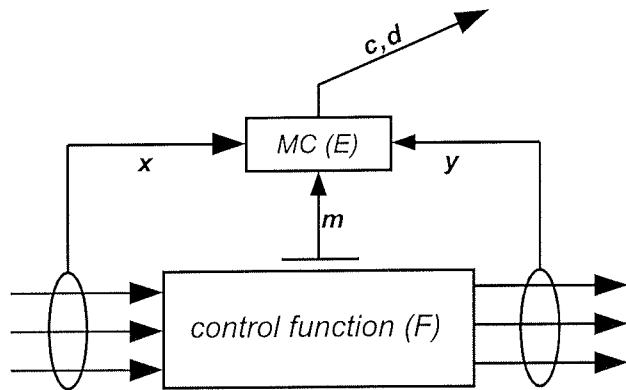 c,d
MC (E)
x
y
m
control function (F)